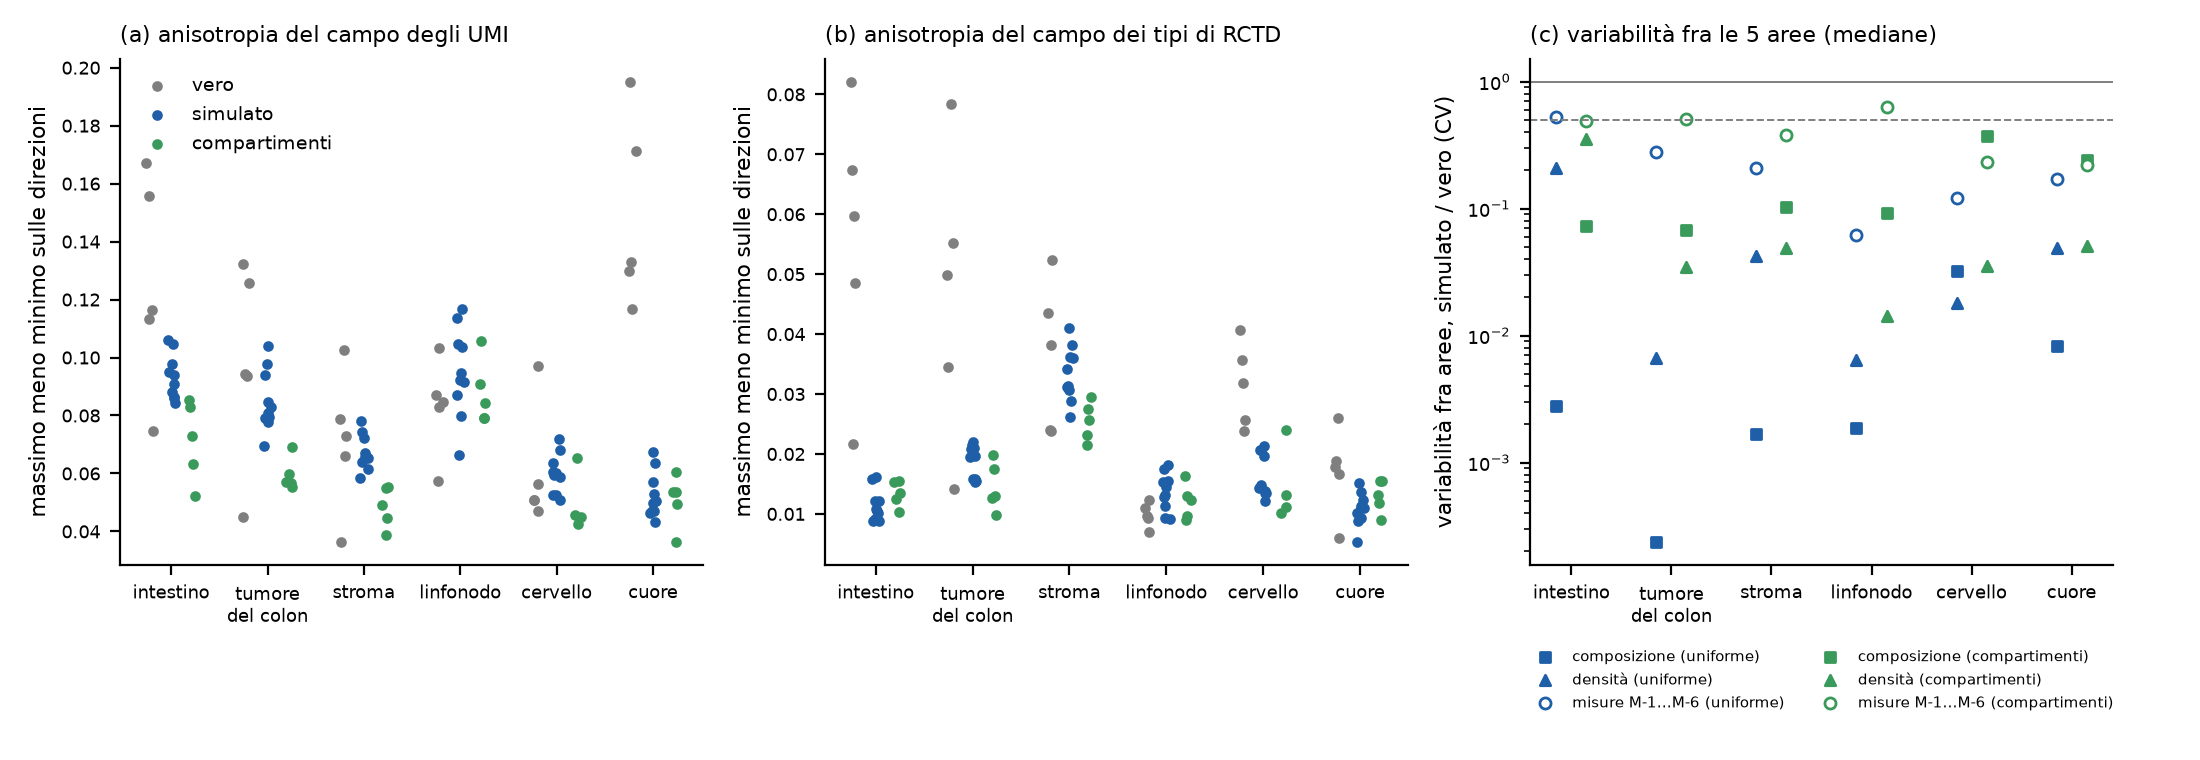 (a) anisotropia del campo degli UMI
massimo meno minimo sulle direzioni
0.20
0.18
0.16
0.14
0.12
0.10
0.08
0.06
0.04
vero
simulato
compartimenti
intestino
tumore
del colon
stroma
linfonodo
cervello
cuore
(b) anisotropia del campo dei tipi di RCTD
massimo meno minimo sulle direzioni
0.08
0.07
0.06
0.05
0.04
0.03
0.02
0.01
intestino
tumore
del colon
stroma
linfonodo
cervello
cuore
(c) variabilità fra le 5 aree (mediane)
variabilità fra aree, simulato / vero (CV)
10⁰
10⁻¹
10⁻²
10⁻³
intestino
tumore
del colon
stroma
linfonodo
cervello
cuore
composizione (uniforme)
densità (uniforme)
misure M-1…M-6 (uniforme)
composizione (compartimenti)
densità (compartimenti)
misure M-1…M-6 (compartimenti)